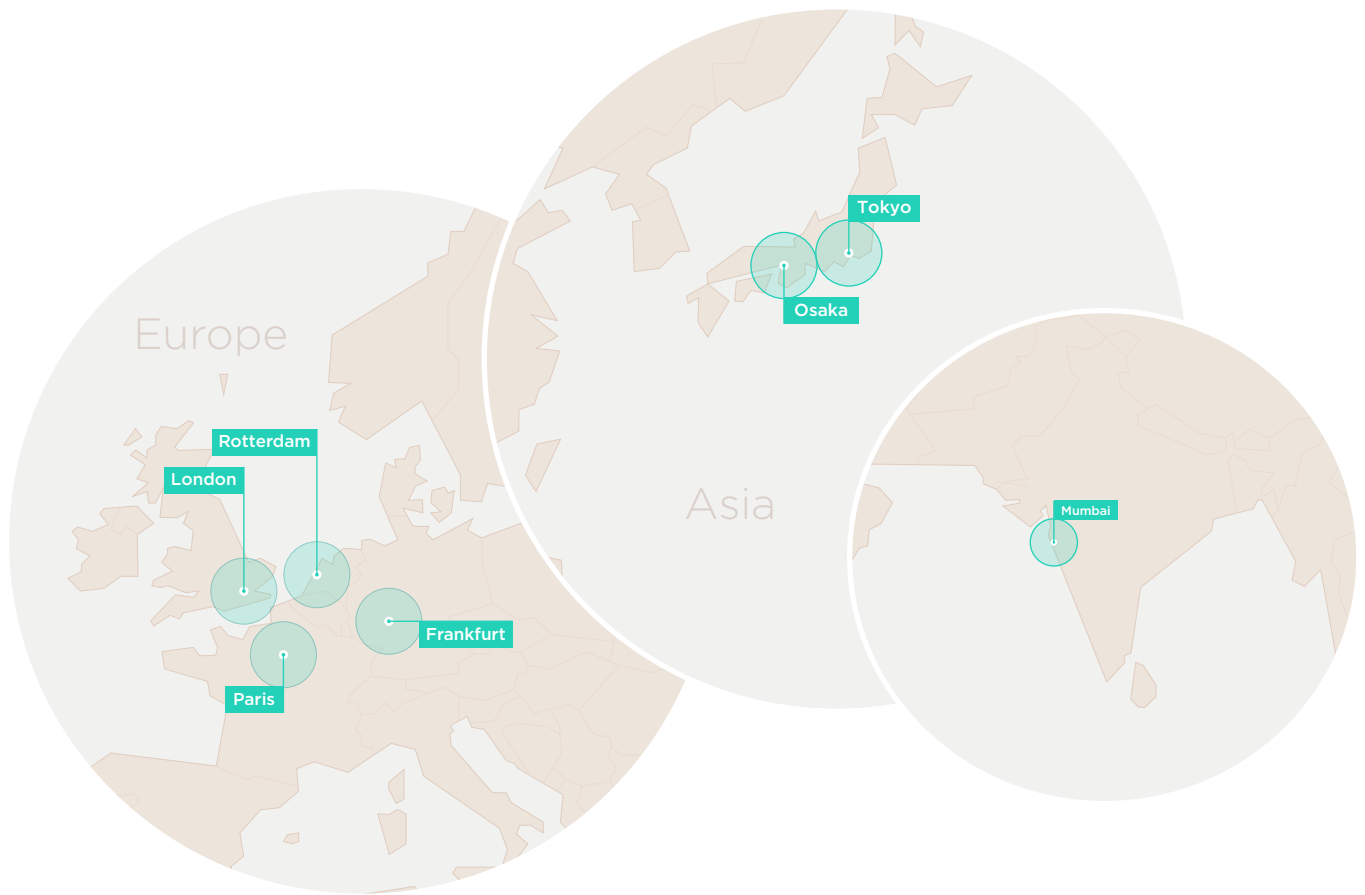 Europe
Rotterdam
London
Frankfurt
Paris
Tokyo
Osaka
Asia
Mumbai